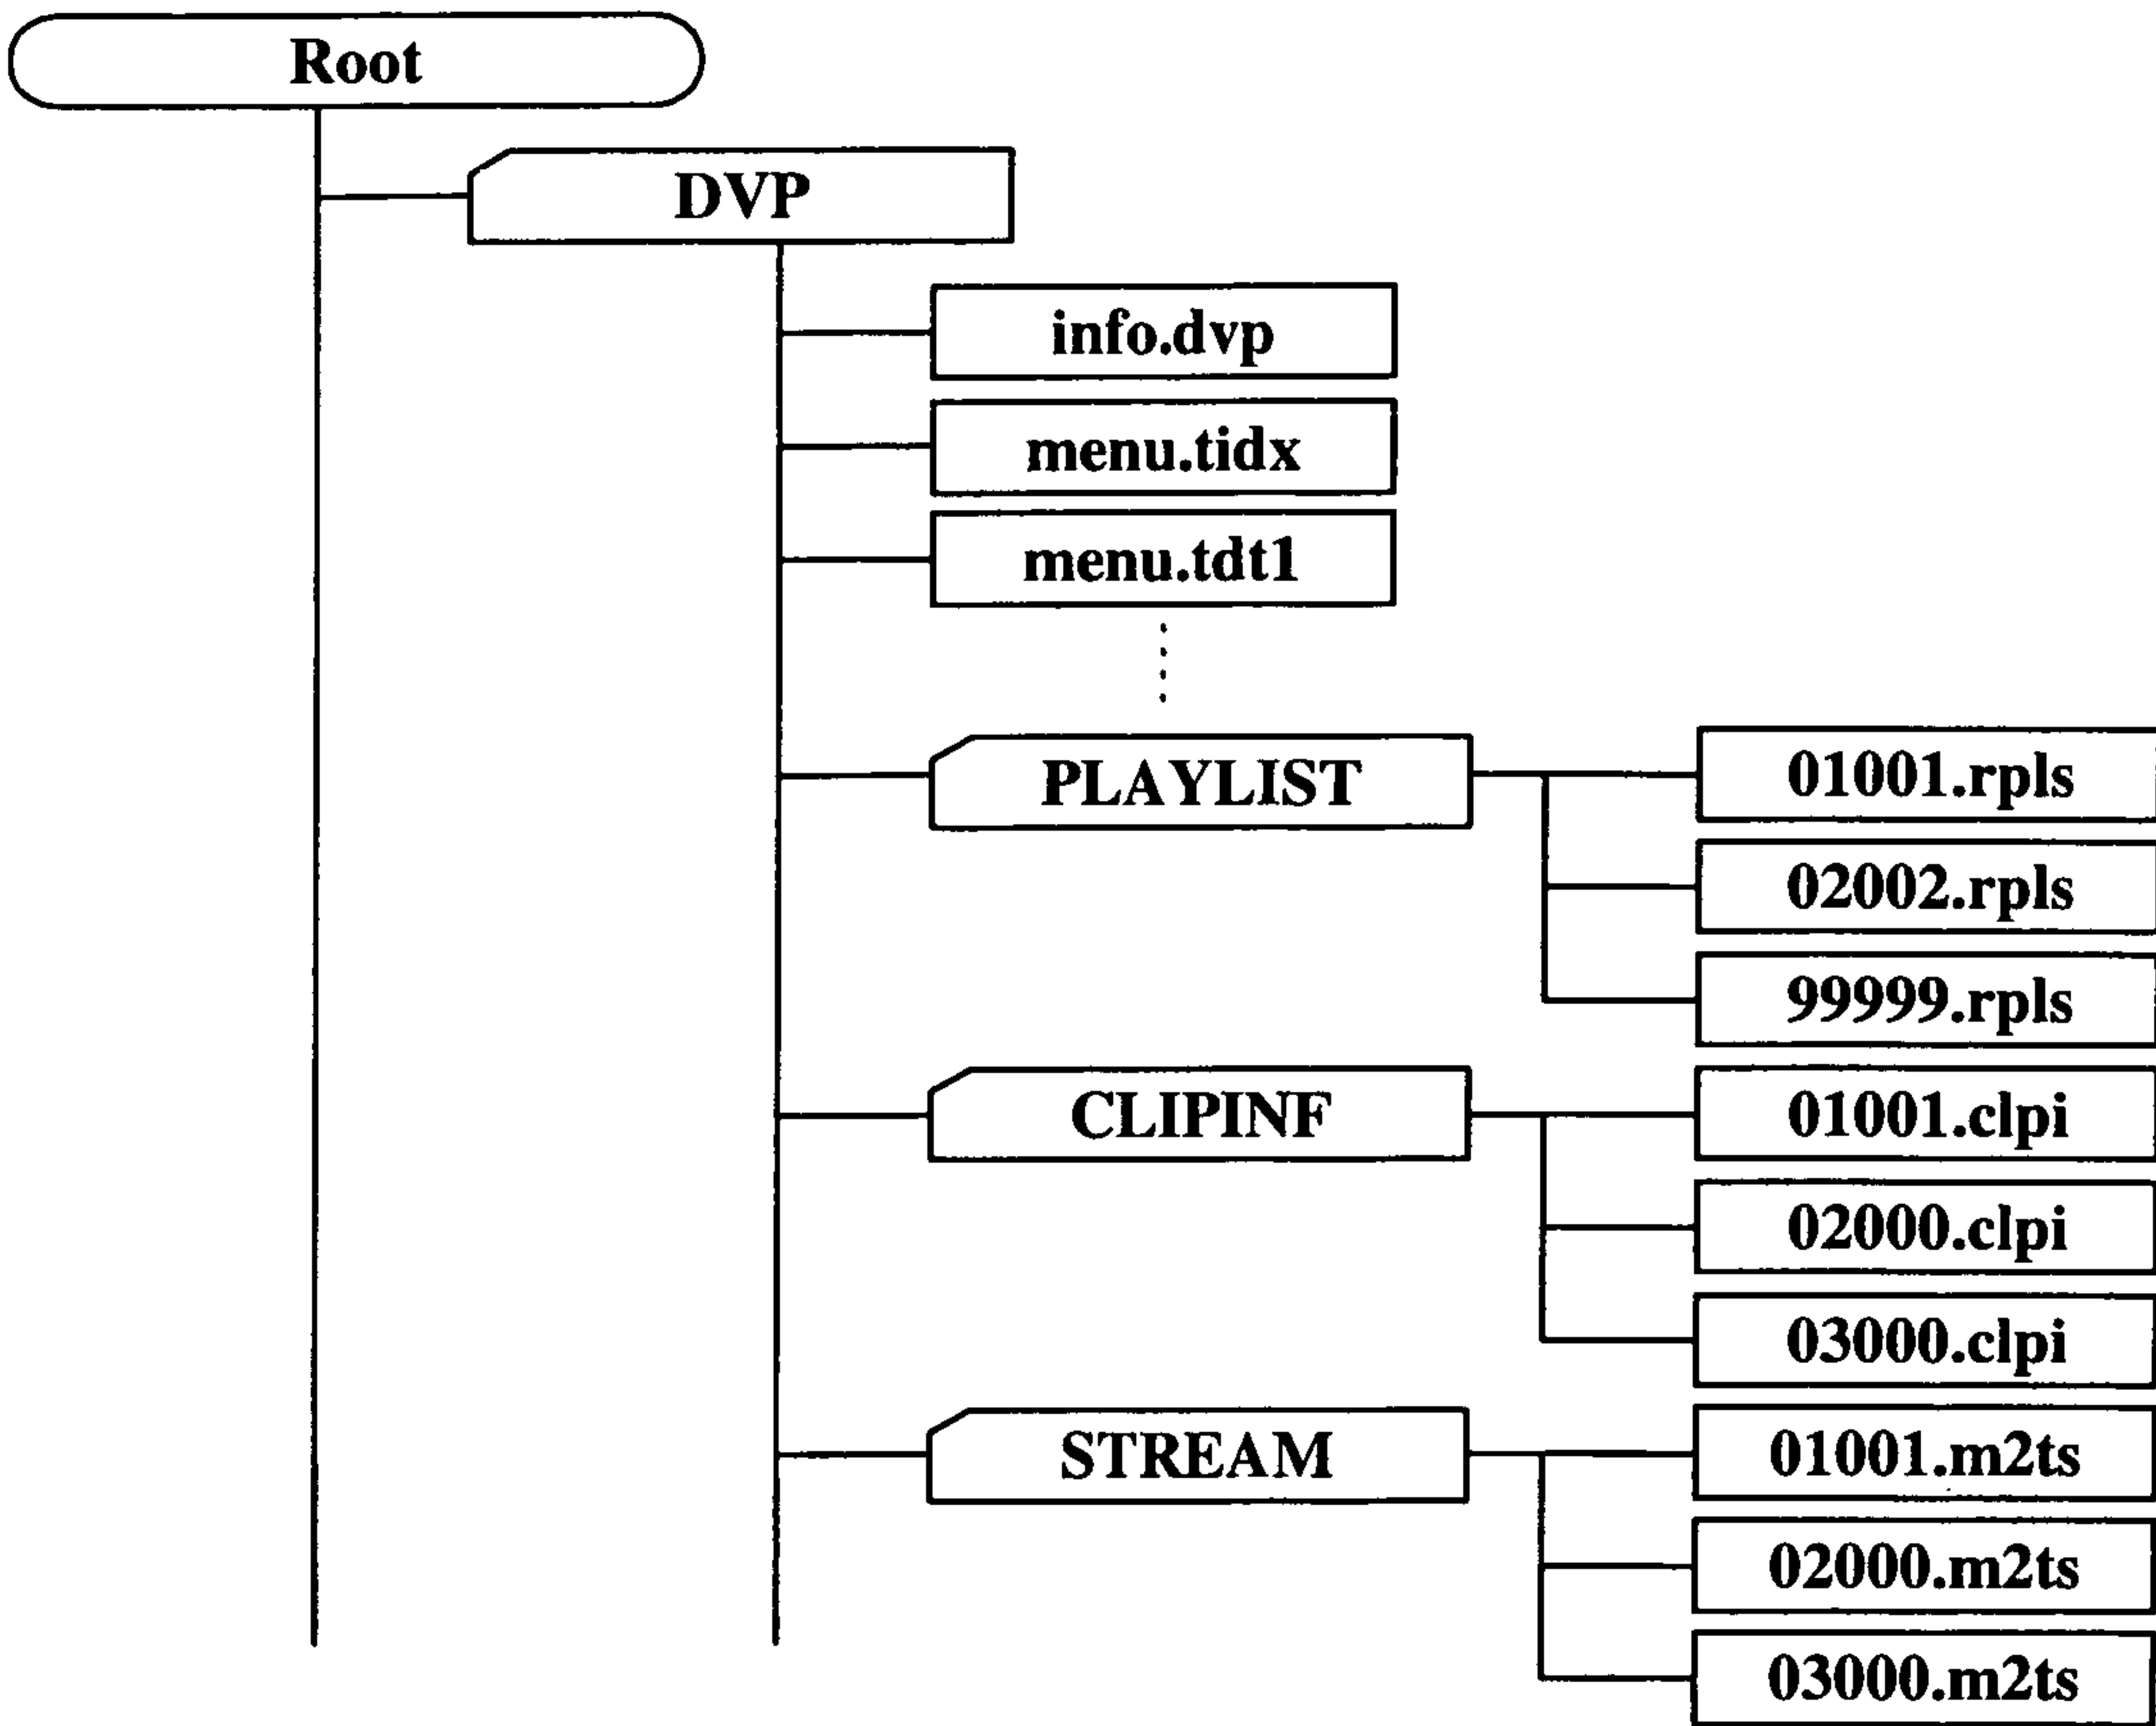 Root
DVP
info.dvp
menu.tidx
menu.tdt1
PLAYLIST
01001.rpls
02002.rpls
99999.rpls
CLIPINF
01001.clpi
02000.clpi
03000.clpi
STREAM
01001.m2ts
02000.m2ts
03000.m2ts